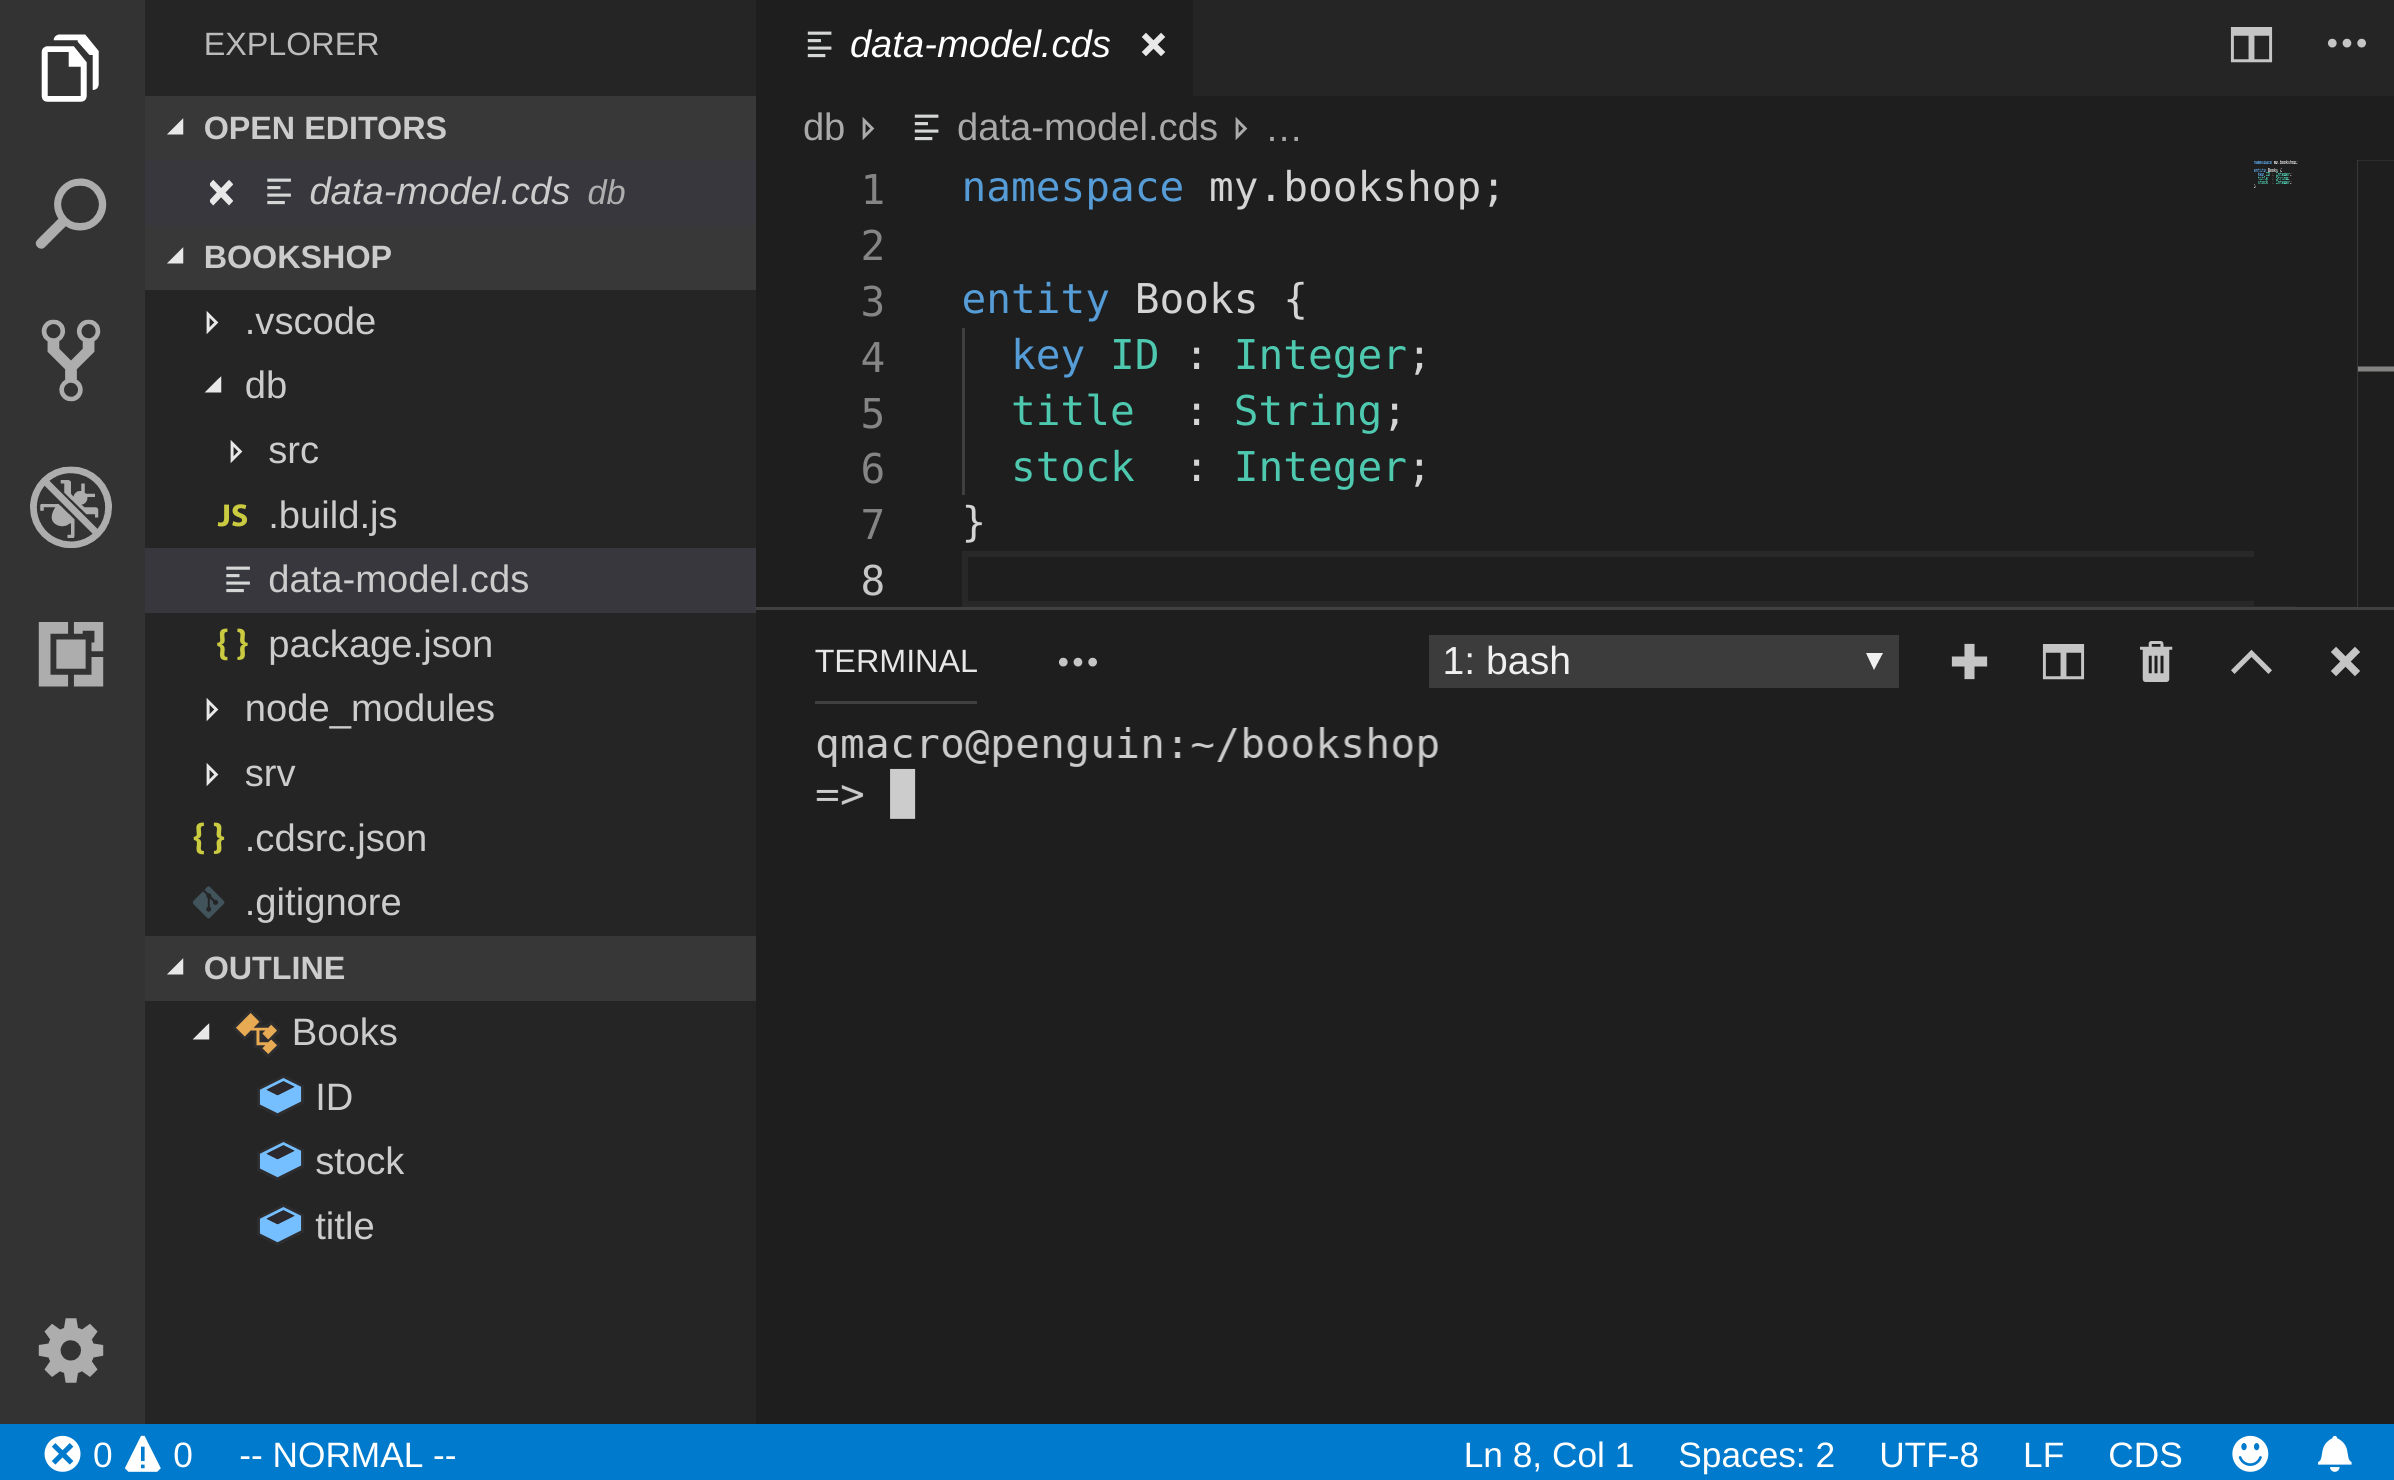 EXPLORER
OPEN EDITORS
data-model.cds db
BOOKSHOP
.vscode
db
src
JS .build.js
data-model.cds
{ } package.json
node_modules
srv
{ } .cdsrc.json
.gitignore
OUTLINE
Books
ID
stock
title
data-model.cds
db data-model.cds ...
1 namespace my.bookshop;
2
3 entity Books {
4 key ID : Integer;
5 title : String;
6 stock : Integer;
7 }
8
TERMINAL
1: bash
qmacro@penguin:~/bookshop
=>
0 0 -- NORMAL -- Ln 8, Col 1 Spaces: 2 UTF-8 LF CDS